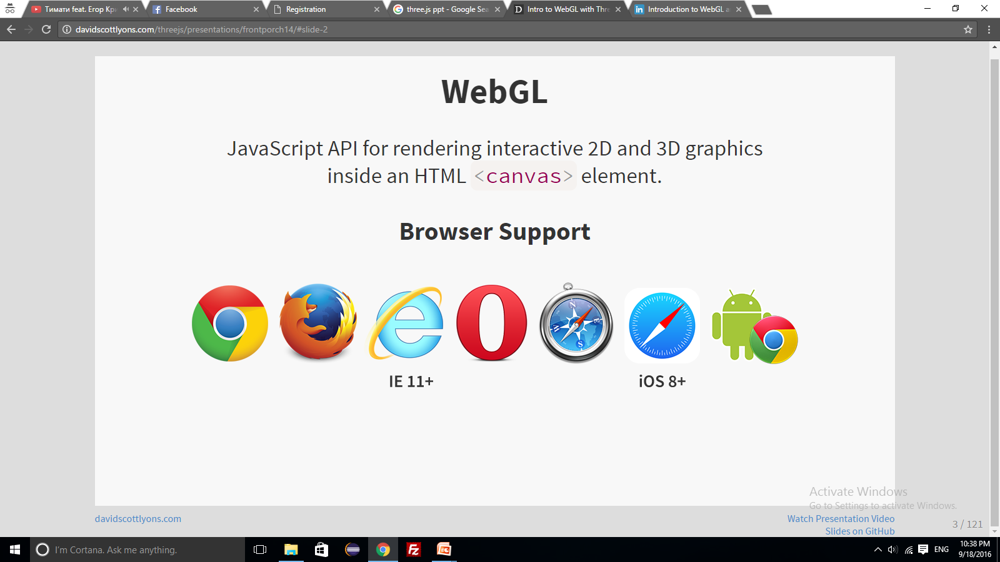 Тимати feat. Егор Кри
Facebook
Registration
three.js ppt - Google Sea
Intro to WebGL with Thre
Introduction to WebGL a
davidscottlyons.com/threejs/presentations/frontporch14/#slide-2
WebGL
JavaScript API for rendering interactive 2D and 3D graphics
inside an HTML <canvas> element.
Browser Support
IE 11+
iOS 8+
Activate Windows
Go to Settings to activate Windows.
davidscottlyons.com
Watch Presentation Video
Slides on GitHub
3 / 121
I'm Cortana. Ask me anything.
ENG
10:38 PM
9/18/2016